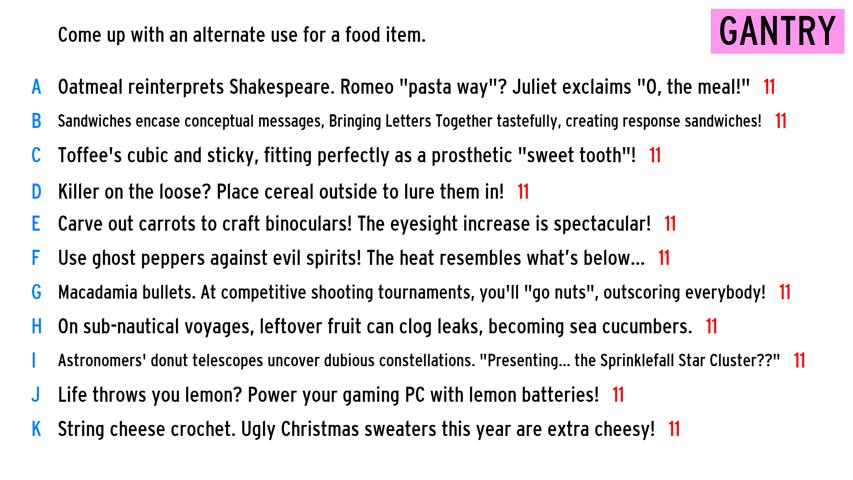 Come up with an alternate use for a food item.
GANTRY
A Oatmeal reinterprets Shakespeare. Romeo "pasta way"? Juliet exclaims "O, the meal!" 11
B Sandwiches encase conceptual messages, Bringing Letters Together tastefully, creating response sandwiches! 11
C Toffee's cubic and sticky, fitting perfectly as a prosthetic "sweet tooth"! 11
D Killer on the loose? Place cereal outside to lure them in! 11
E Carve out carrots to craft binoculars! The eyesight increase is spectacular! 11
F Use ghost peppers against evil spirits! The heat resembles what's below... 11
G Macadamia bullets. At competitive shooting tournaments, you'll "go nuts", outscoring everybody! 11
H On sub-nautical voyages, leftover fruit can clog leaks, becoming sea cucumbers. 11
I Astronomers' donut telescopes uncover dubious constellations. "Presenting... the Sprinklefall Star Cluster??" 11
J Life throws you lemon? Power your gaming PC with lemon batteries! 11
K String cheese crochet. Ugly Christmas sweaters this year are extra cheesy! 11